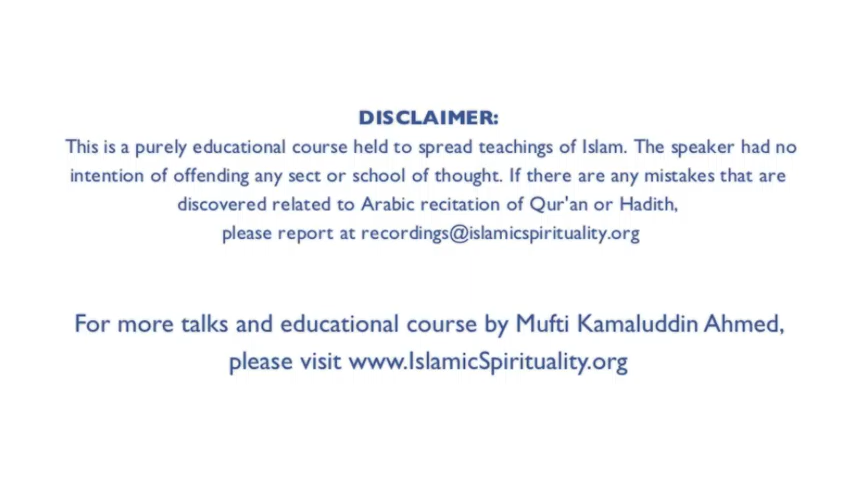 DISCLAIMER:
This is a purely educational course held to spread teachings of Islam. The speaker had no
intention of offending any sect or school of thought. If there are any mistakes that are
discovered related to Arabic recitation of Qur'an or Hadith,
please report at recordings@islamicspirituality.org
For more talks and educational course by Mufti Kamaluddin Ahmed,
please visit www.IslamicSpirituality.org